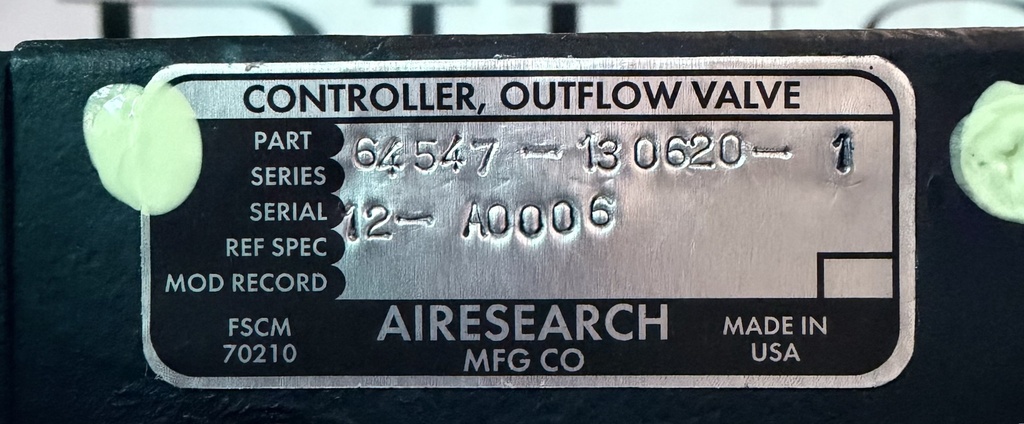 CONTROLLER, OUTFLOW VALVE
PART 64547-130620-1
SERIES
SERIAL 12-A0006
REF SPEC
MOD RECORD
FSCM
70210
AIRESEARCH
MFG CO
MADE IN
USA